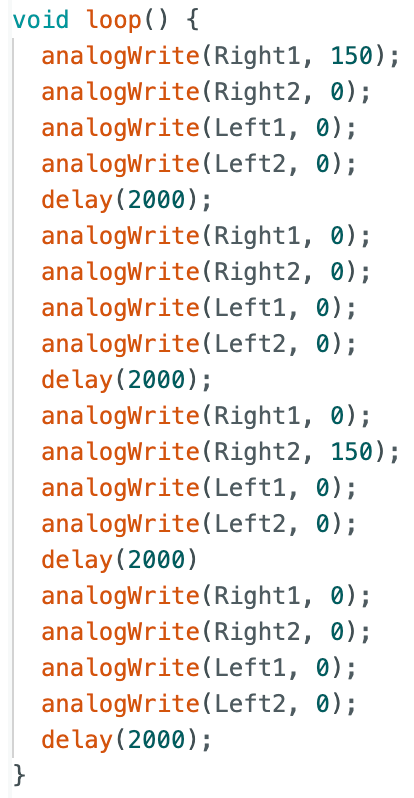 void loop() {
  analogWrite(Right1, 150);
  analogWrite(Right2, 0);
  analogWrite(Left1, 0);
  analogWrite(Left2, 0);
  delay(2000);
  analogWrite(Right1, 0);
  analogWrite(Right2, 0);
  analogWrite(Left1, 0);
  analogWrite(Left2, 0);
  delay(2000);
  analogWrite(Right1, 0);
  analogWrite(Right2, 150);
  analogWrite(Left1, 0);
  analogWrite(Left2, 0);
  delay(2000)
  analogWrite(Right1, 0);
  analogWrite(Right2, 0);
  analogWrite(Left1, 0);
  analogWrite(Left2, 0);
  delay(2000);
}